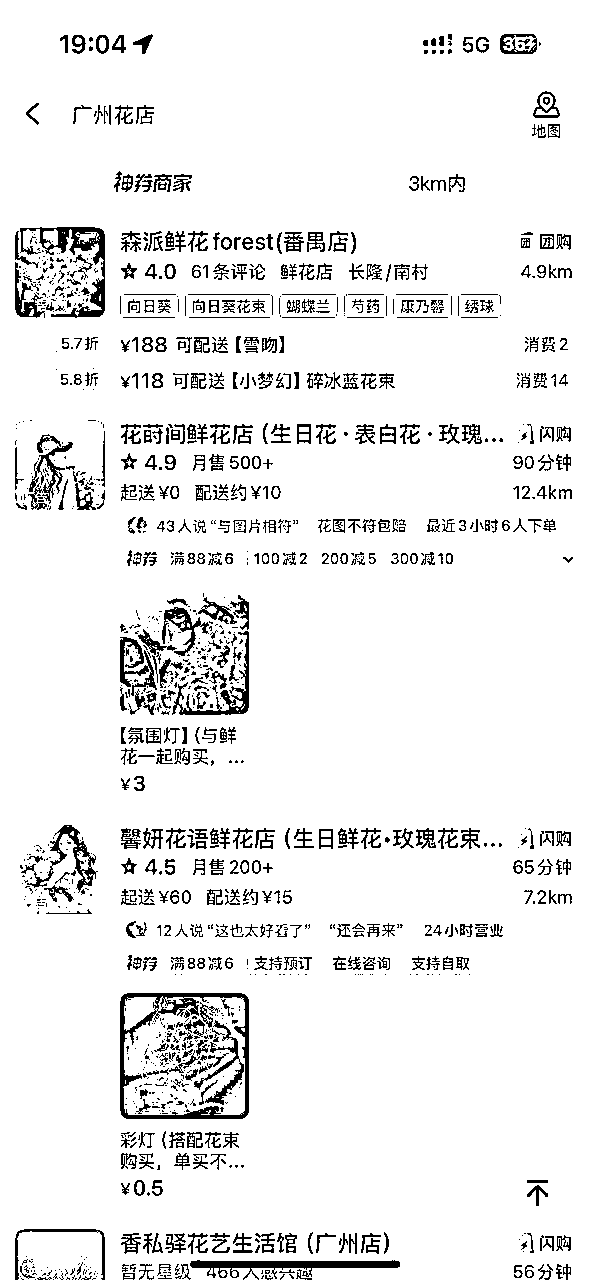 19:04 5G 36
广州花店 地图
神券商家 3km内
森派鲜花forest(番禺店) 团购
4.0 61条评论 鲜花店 长隆/南村 4.9km
向日葵 向日葵花束 蝴蝶兰 芍药 康乃馨 绣球
5.7折 ¥188 可配送【雪吻】 消费2
5.8折 ¥118 可配送【小梦幻】碎冰蓝花束 消费14
花莳间鲜花店（生日花·表白花·玫瑰... 闪购
4.9 月售500+ 90分钟
起送¥0 配送约¥10 12.4km
43人说“与图片相符” 花图不符包赔 最近3小时6人下单
神券 满88减6 100减2 200减5 300减10
【氛围灯】（与鲜
花一起购买，...
¥3
馨妍花语鲜花店（生日鲜花•玫瑰花束... 闪购
4.5 月售200+ 65分钟
起送¥60 配送约¥15 7.2km
12人说“这也太好看了” “还会再来” 24小时营业
神券 满88减6 支持预订 在线咨询 支持自取
彩灯（搭配花束
购买，单买不...
¥0.5
香私驿花艺生活馆（广州店） 闪购
暂无星级 466人感兴趣 56分钟